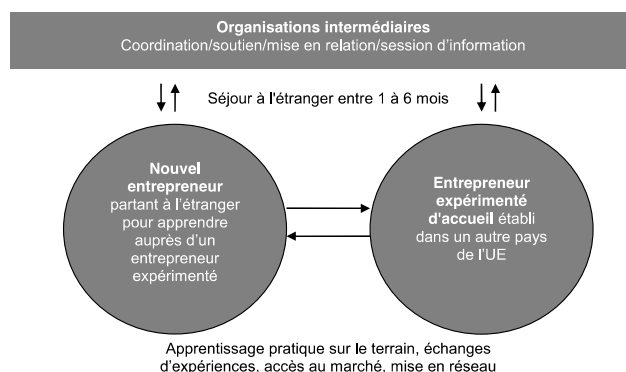 Organisations intermédiaires
Coordination/soutien/mise en relation/session d'information
Séjour à l'étranger entre 1 à 6 mois
Nouvel
entrepreneur
partant à l'étranger
pour apprendre
auprès d'un
entrepreneur
expérimenté
Entrepreneur
expérimenté
d'accueil établi
dans un autre pays
de l'UE
Apprentissage pratique sur le terrain, échanges
d'expériences, accès au marché, mise en réseau